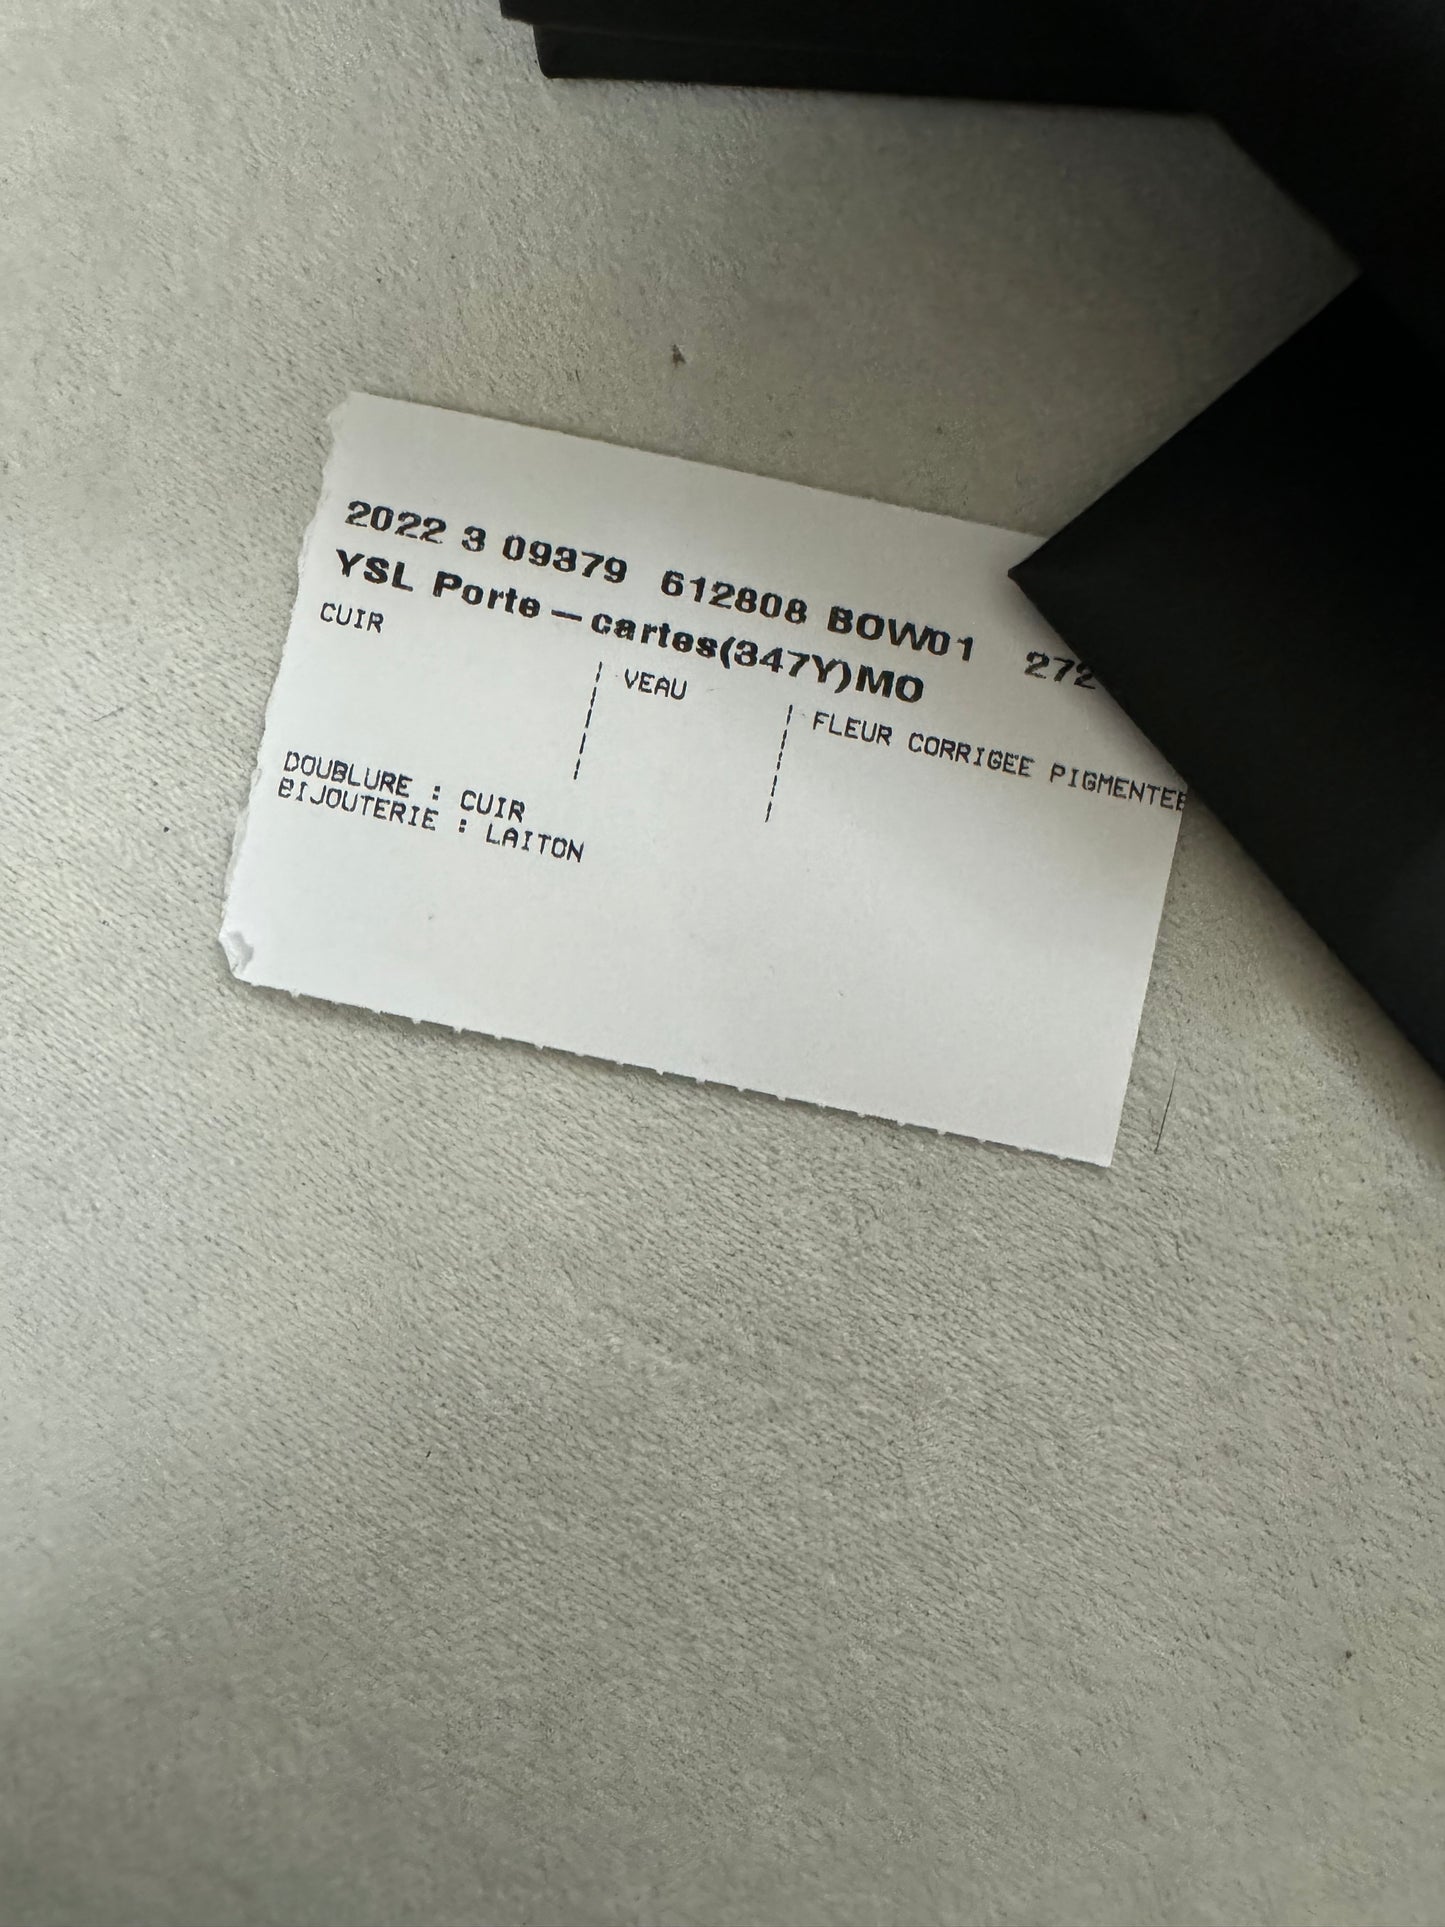 2022 3 09379 612808 BOW01 272
YSL Porte-cartes(347Y)MO
CUIR VEAU FLEUR CORRIGEE PIGMENTEE
DOUBLURE : CUIR
BIJOUTERIE : LAITON